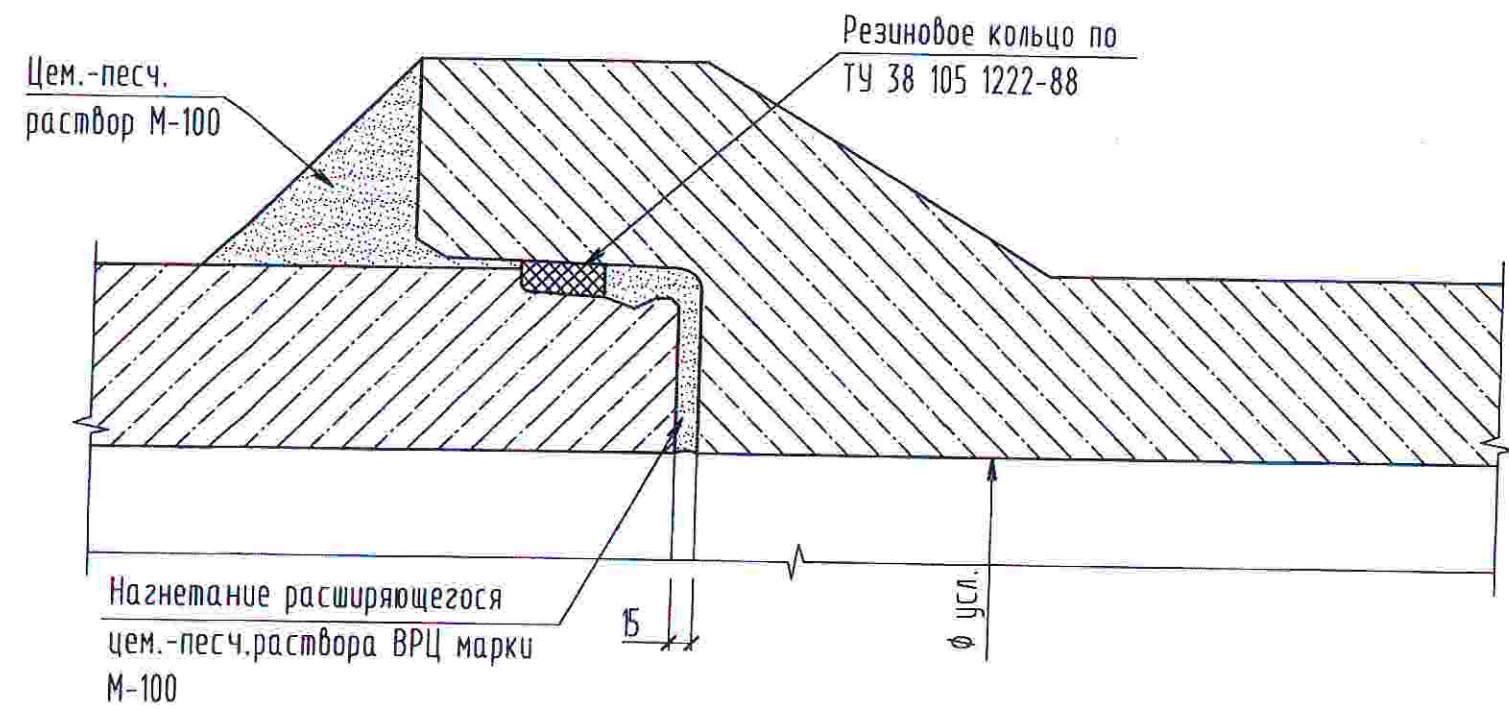 Резиновое кольцо по
ТУ 38 105 1222-88
Цем.-песч.
раствор М-100
Нагнетание расширяющегося
цем.-песч.раствора ВРЦ марки
М-100
15
Ф усл.